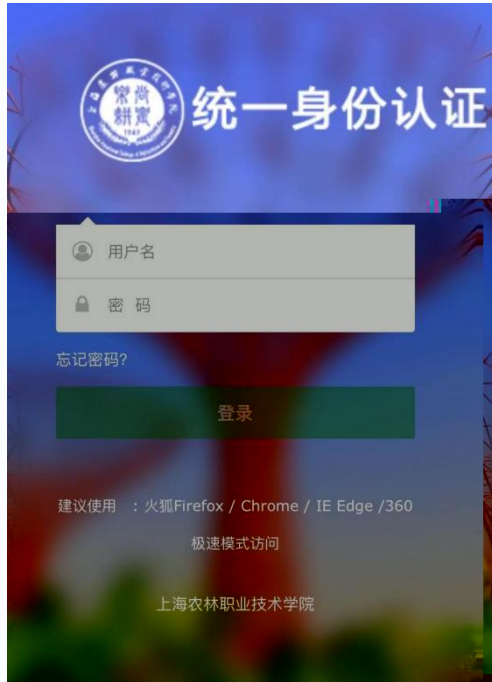 统一身份认证
1947
用户名
密 码
忘记密码?
登录
建议使用 : 火狐Firefox / Chrome / IE Edge /360
极速模式访问
上海农林职业技术学院